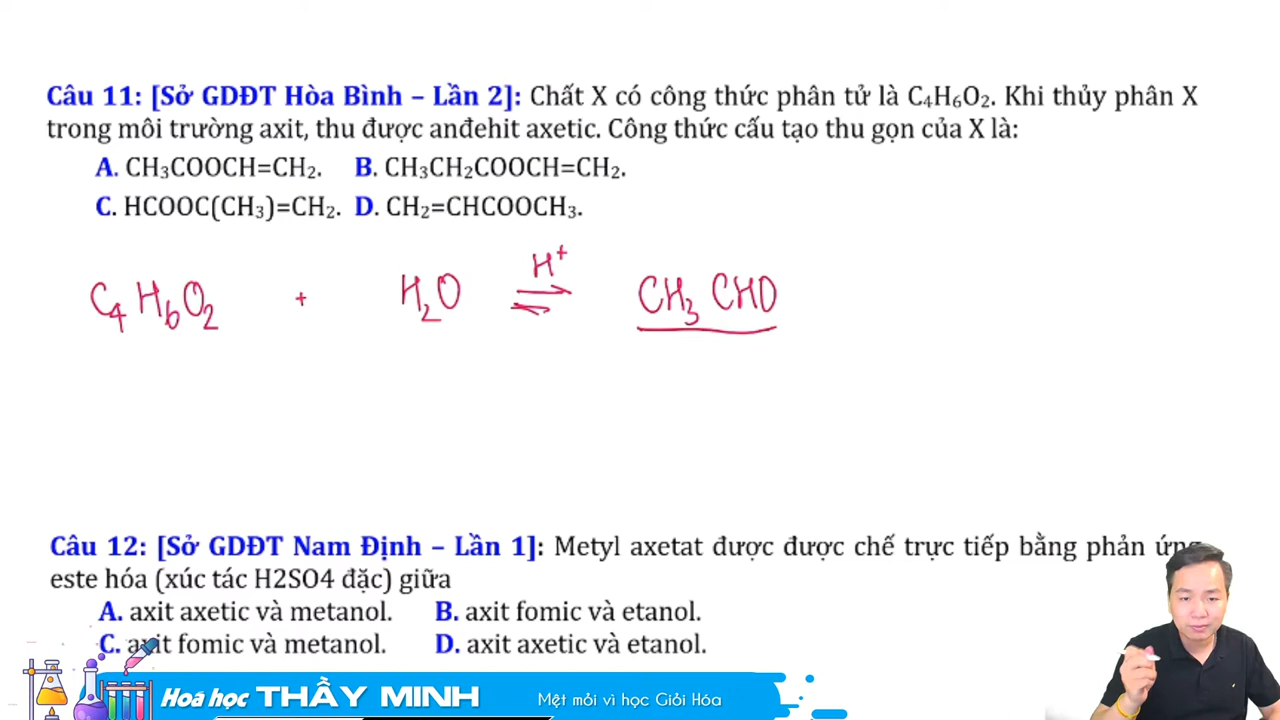 Câu 11: [Sở GDĐT Hòa Bình – Lần 2]: Chất X có công thức phân tử là C₄H₆O₂. Khi thủy phân X
trong môi trường axit, thu được anđehit axetic. Công thức cấu tạo thu gọn của X là:
A. CH₃COOCH=CH₂. B. CH₃CH₂COOCH=CH₂.
C. HCOOC(CH₃)=CH₂. D. CH₂=CHCOOCH₃.
H⁺
C₄H₆O₂ + H₂O ⇌ CH₃CHO
Câu 12: [Sở GDĐT Nam Định – Lần 1]: Metyl axetat được được chế trực tiếp bằng phản ứng
este hóa (xúc tác H2SO4 đặc) giữa
A. axit axetic và metanol. B. axit fomic và etanol.
C. axit fomic và metanol. D. axit axetic và etanol.
Hoá học THẦY MINH Mệt mỏi vì học Giỏi Hóa